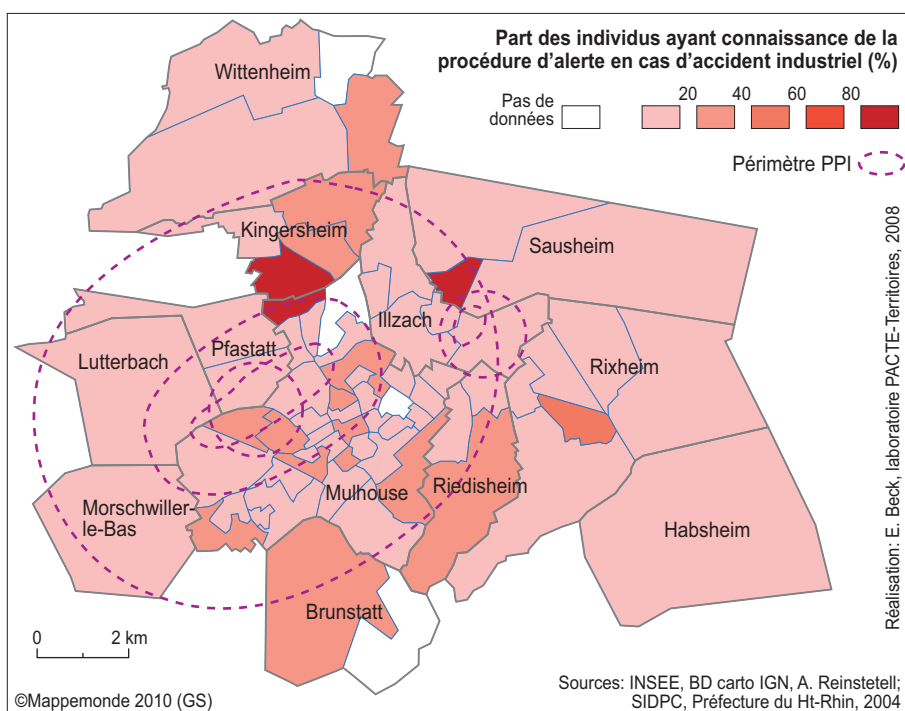 Part des individus ayant connaissance de la
procédure d'alerte en cas d'accident industriel (%)
Pas de
données
20 40 60 80
Périmètre PPI
Wittenheim
Kingersheim
Sausheim
Illzach
Pfastatt
Lutterbach
Rixheim
Mulhouse
Riedisheim
Morschwiller-
le-Bas
Habsheim
Brunstatt
0 2 km
©Mappemonde 2010 (GS)
Sources: INSEE, BD carto IGN, A. Reinstetell;
SIDPC, Préfecture du Ht-Rhin, 2004
Réalisation: E. Beck, laboratoire PACTE-Territoires, 2008